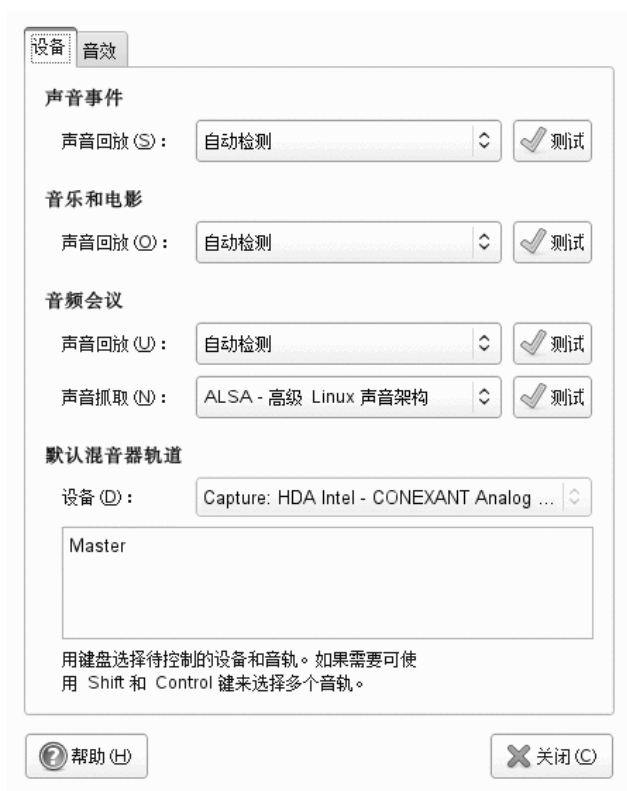 设备 音效
声音事件
声音回放(S)： 自动检测 测试
音乐和电影
声音回放(O)： 自动检测 测试
音频会议
声音回放(U)： 自动检测 测试
声音抓取(N)： ALSA - 高级 Linux 声音架构 测试
默认混音器轨道
设备(D)： Capture: HDA Intel - CONEXANT Analog ...
Master
用键盘选择待控制的设备和音轨。如果需要可使
用 Shift 和 Control 键来选择多个音轨。
帮助(H) 关闭(C)